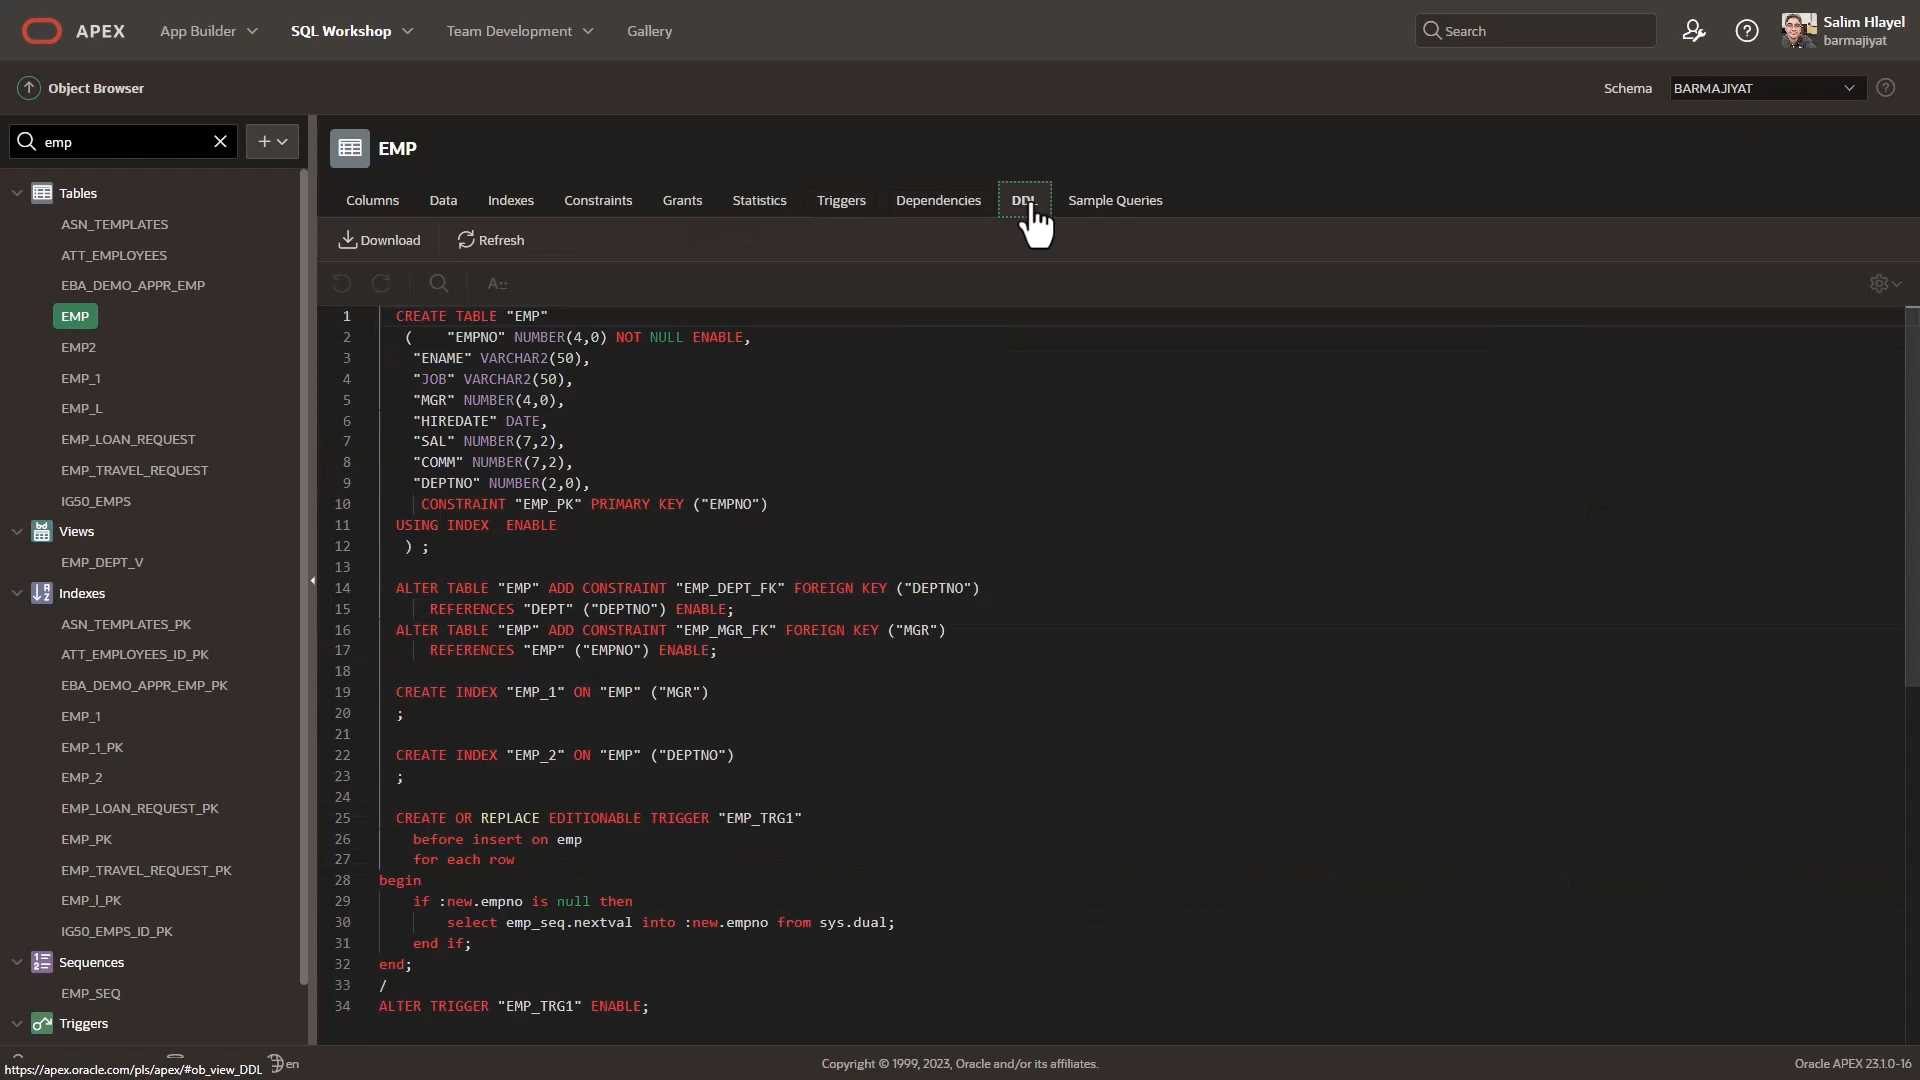 APEX
App Builder
SQL Workshop
Team Development
Gallery
Search
Salim Hlayel
barmajiyat
Object Browser
Schema
BARMAJIYAT
emp
EMP
Columns
Data
Indexes
Constraints
Grants
Statistics
Triggers
Dependencies
DDL
Sample Queries
Download
Refresh
Tables
ASN_TEMPLATES
ATT_EMPLOYEES
EBA_DEMO_APPR_EMP
EMP
EMP2
EMP_1
EMP_L
EMP_LOAN_REQUEST
EMP_TRAVEL_REQUEST
IG50_EMPS
Views
EMP_DEPT_V
Indexes
ASN_TEMPLATES_PK
ATT_EMPLOYEES_ID_PK
EBA_DEMO_APPR_EMP_PK
EMP_1
EMP_1_PK
EMP_2
EMP_LOAN_REQUEST_PK
EMP_PK
EMP_TRAVEL_REQUEST_PK
EMP_l_PK
IG50_EMPS_ID_PK
Sequences
EMP_SEQ
Triggers
1 CREATE TABLE "EMP"
2 ( "EMPNO" NUMBER(4,0) NOT NULL ENABLE,
3 "ENAME" VARCHAR2(50),
4 "JOB" VARCHAR2(50),
5 "MGR" NUMBER(4,0),
6 "HIREDATE" DATE,
7 "SAL" NUMBER(7,2),
8 "COMM" NUMBER(7,2),
9 "DEPTNO" NUMBER(2,0),
10 CONSTRAINT "EMP_PK" PRIMARY KEY ("EMPNO")
11 USING INDEX  ENABLE
12 ) ;
13
14 ALTER TABLE "EMP" ADD CONSTRAINT "EMP_DEPT_FK" FOREIGN KEY ("DEPTNO")
15 REFERENCES "DEPT" ("DEPTNO") ENABLE;
16 ALTER TABLE "EMP" ADD CONSTRAINT "EMP_MGR_FK" FOREIGN KEY ("MGR")
17 REFERENCES "EMP" ("EMPNO") ENABLE;
18
19 CREATE INDEX "EMP_1" ON "EMP" ("MGR")
20 ;
21
22 CREATE INDEX "EMP_2" ON "EMP" ("DEPTNO")
23 ;
24
25 CREATE OR REPLACE EDITIONABLE TRIGGER "EMP_TRG1"
26 before insert on emp
27 for each row
28 begin
29 if :new.empno is null then
30 select emp_seq.nextval into :new.empno from sys.dual;
31 end if;
32 end;
33 /
34 ALTER TRIGGER "EMP_TRG1" ENABLE;
https://apex.oracle.com/pls/apex/#ob_view_DDL
en
Copyright © 1999, 2023, Oracle and/or its affiliates.
Oracle APEX 23.1.0-16